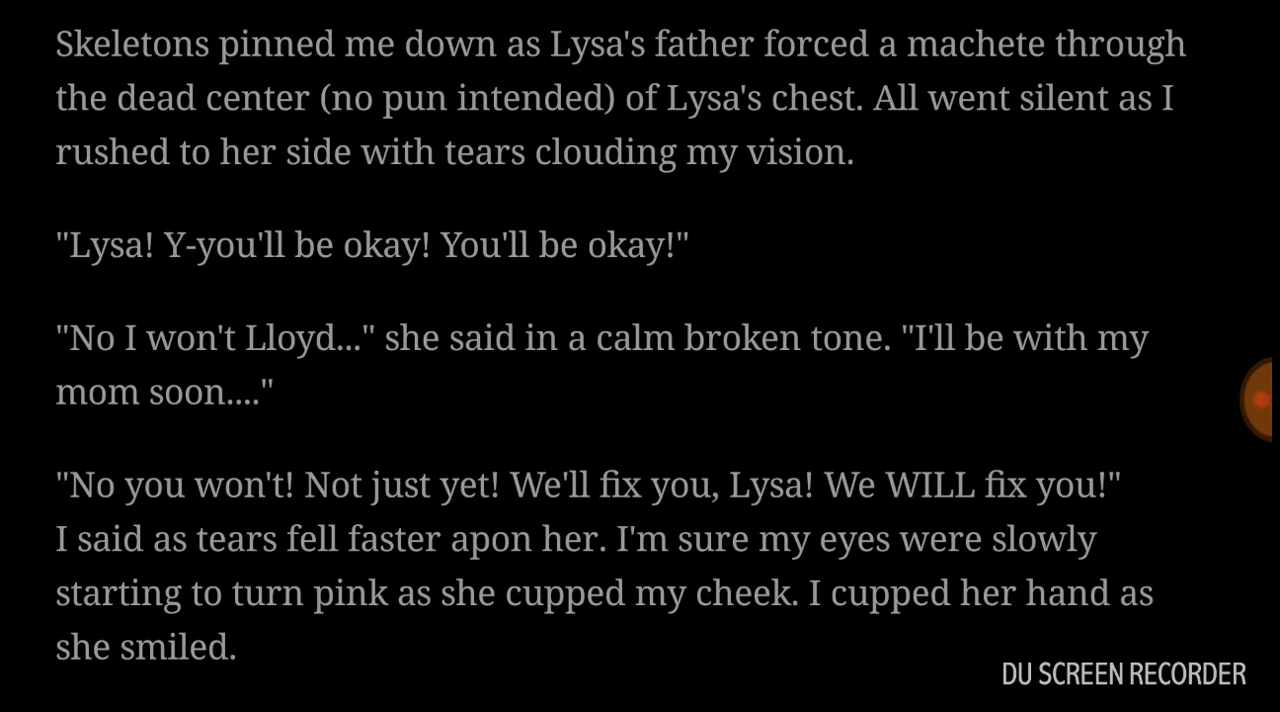 Skeletons pinned me down as Lysa's father forced a machete through
the dead center (no pun intended) of Lysa's chest. All went silent as I
rushed to her side with tears clouding my vision.
"Lysa! Y-you'll be okay! You'll be okay!"
"No I won't Lloyd..." she said in a calm broken tone. "I'll be with my
mom soon...."
"No you won't! Not just yet! We'll fix you, Lysa! We WILL fix you!"
I said as tears fell faster apon her. I'm sure my eyes were slowly
starting to turn pink as she cupped my cheek. I cupped her hand as
she smiled.
DU SCREEN RECORDER